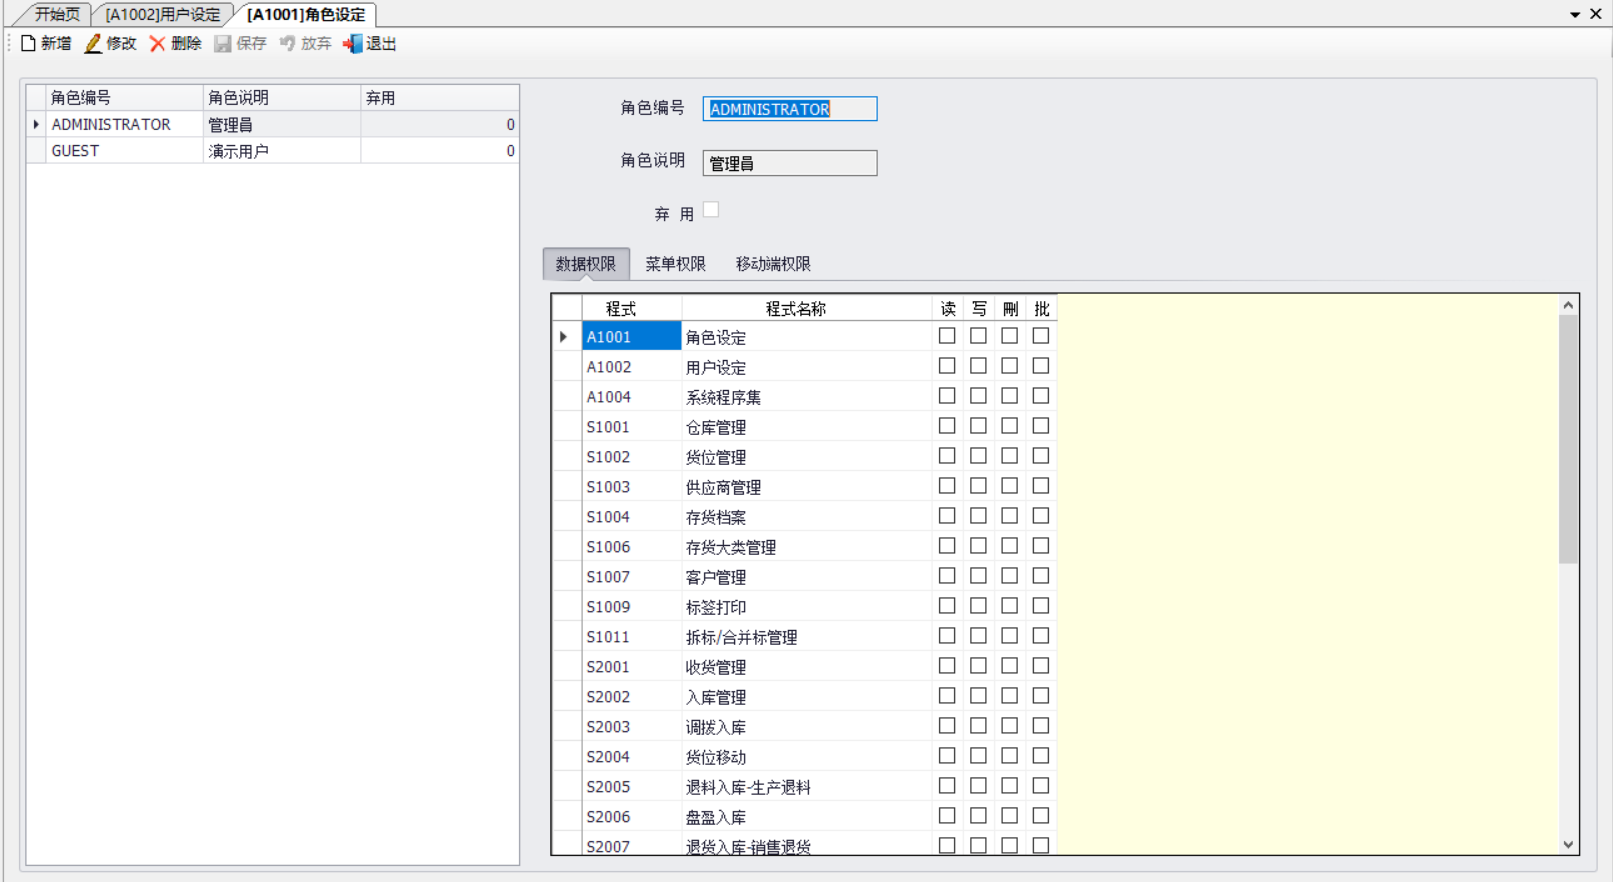 开始页 [A1002]用户设定 [A1001]角色设定
新增 修改 删除 保存 放弃 退出
角色编号 角色说明 弃用
ADMINISTRATOR 管理員 0
GUEST 演示用户 0
角色编号 ADMINISTRATOR
角色说明 管理員
弃 用
数据权限 菜单权限 移动端权限
程式 程式名称 读 写 刪 批
A1001 角色设定
A1002 用户设定
A1004 系统程序集
S1001 仓库管理
S1002 货位管理
S1003 供应商管理
S1004 存货档案
S1006 存货大类管理
S1007 客户管理
S1009 标签打印
S1011 拆标/合并标管理
S2001 收货管理
S2002 入库管理
S2003 调拨入库
S2004 货位移动
S2005 退料入库-生产退料
S2006 盘盈入库
S2007 退货入库-销售退货